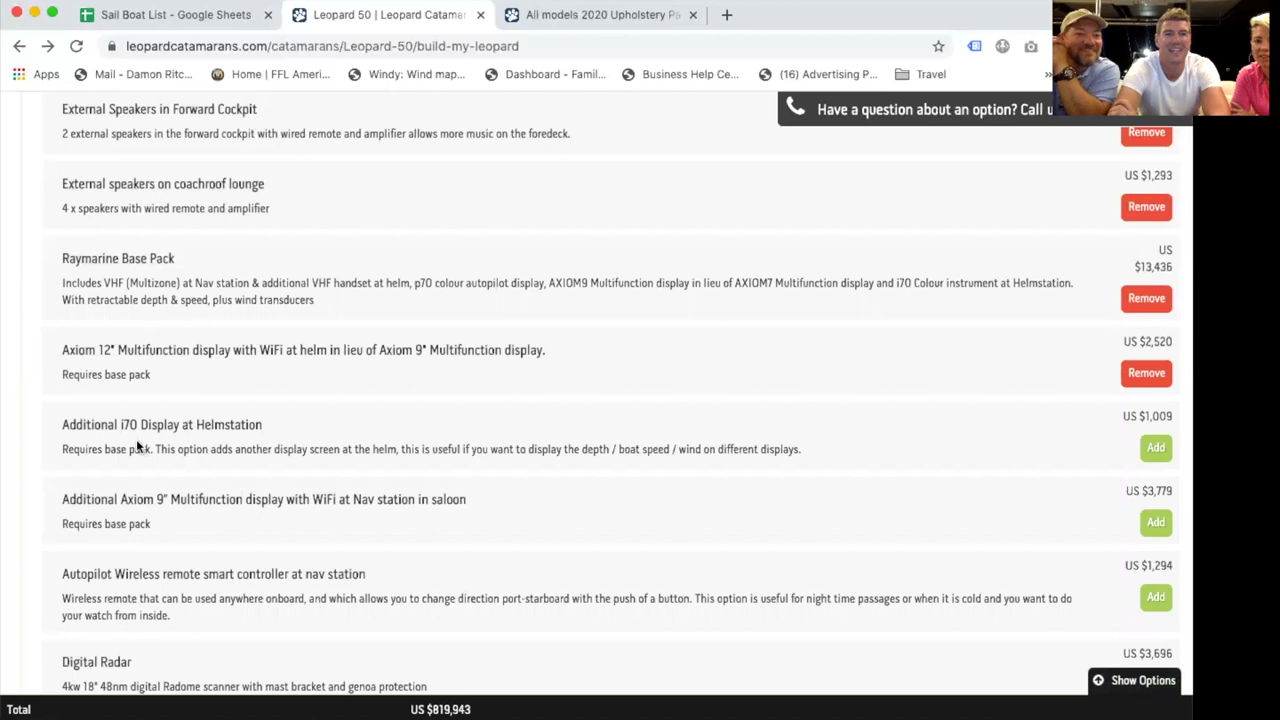 Sail Boat List - Google Sheets
Leopard 50 | Leopard Catamar
All models 2020 Upholstery Pa
leopardcatamarans.com/catamarans/Leopard-50/build-my-leopard
Apps
Mail - Damon Ritc...
Home | FFL Ameri...
Windy: Wind map...
Dashboard - Famil...
Business Help Ce...
(16) Advertising P...
Travel
»
External Speakers in Forward Cockpit
2 external speakers in the forward cockpit with wired remote and amplifier allows more music on the foredeck.
Have a question about an option? Call u
Remove
External speakers on coachroof lounge
4 x speakers with wired remote and amplifier
US $1,293
Remove
Raymarine Base Pack
Includes VHF (Multizone) at Nav station & additional VHF handset at helm, p70 colour autopilot display, AXIOM9 Multifunction display in lieu of AXIOM7 Multifunction display and i70 Colour instrument at Helmstation.
With retractable depth & speed, plus wind transducers
US
$13,436
Remove
Axiom 12" Multifunction display with WiFi at helm in lieu of Axiom 9" Multifunction display.
Requires base pack
US $2,520
Remove
Additional i70 Display at Helmstation
Requires base pack. This option adds another display screen at the helm, this is useful if you want to display the depth / boat speed / wind on different displays.
US $1,009
Add
Additional Axiom 9" Multifunction display with WiFi at Nav station in saloon
Requires base pack
US $3,779
Add
Autopilot Wireless remote smart controller at nav station
Wireless remote that can be used anywhere onboard, and which allows you to change direction port-starboard with the push of a button. This option is useful for night time passages or when it is cold and you want to do
your watch from inside.
US $1,294
Add
Digital Radar
4kw 18" 48nm digital Radome scanner with mast bracket and genoa protection
US $3,696
Show Options
Total
US $819,943